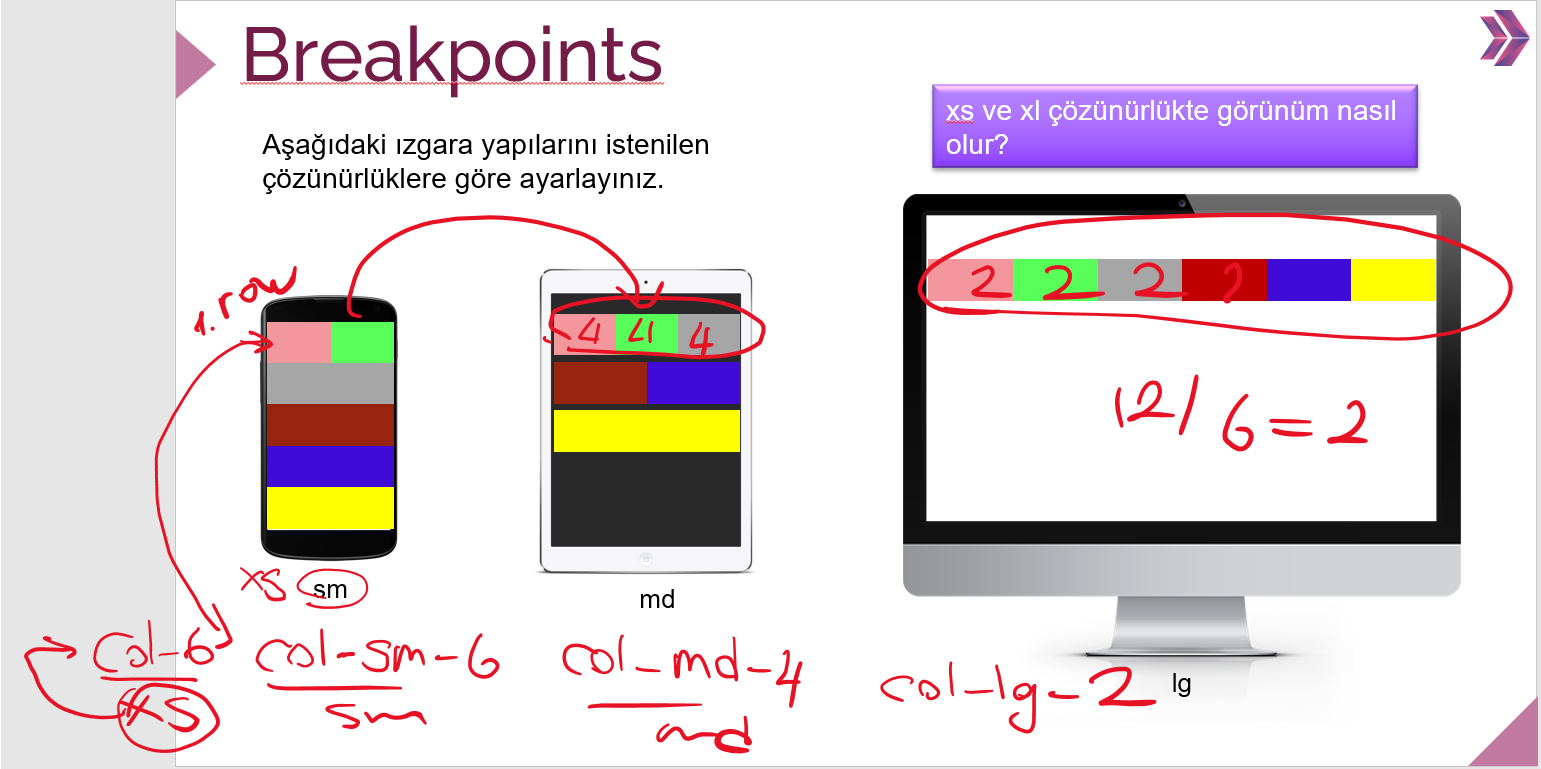 Breakpoints
xs ve xl çözünürlükte görünüm nasıl
olur?
Aşağıdaki ızgara yapılarını istenilen
çözünürlüklere göre ayarlayınız.
1. row
4 4 4
2 2 2 2
12/6=2
xs sm
md
lg
col-6 col-sm-6 col-md-4 col-lg-2
xs sm md